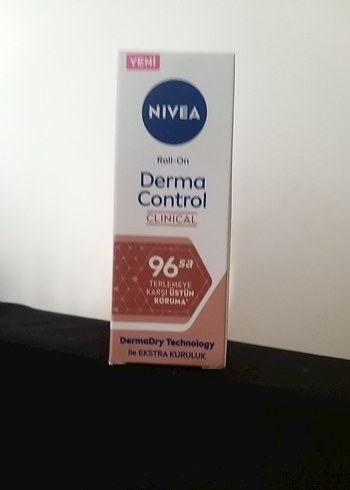 YENİ
NIVEA
Roll-On
Derma
Control
CLINICAL
96sa
TERLEMEYE
KARŞI ÜSTÜN
KORUMA*
DermaDry Technology
ile EKSTRA KURULUK